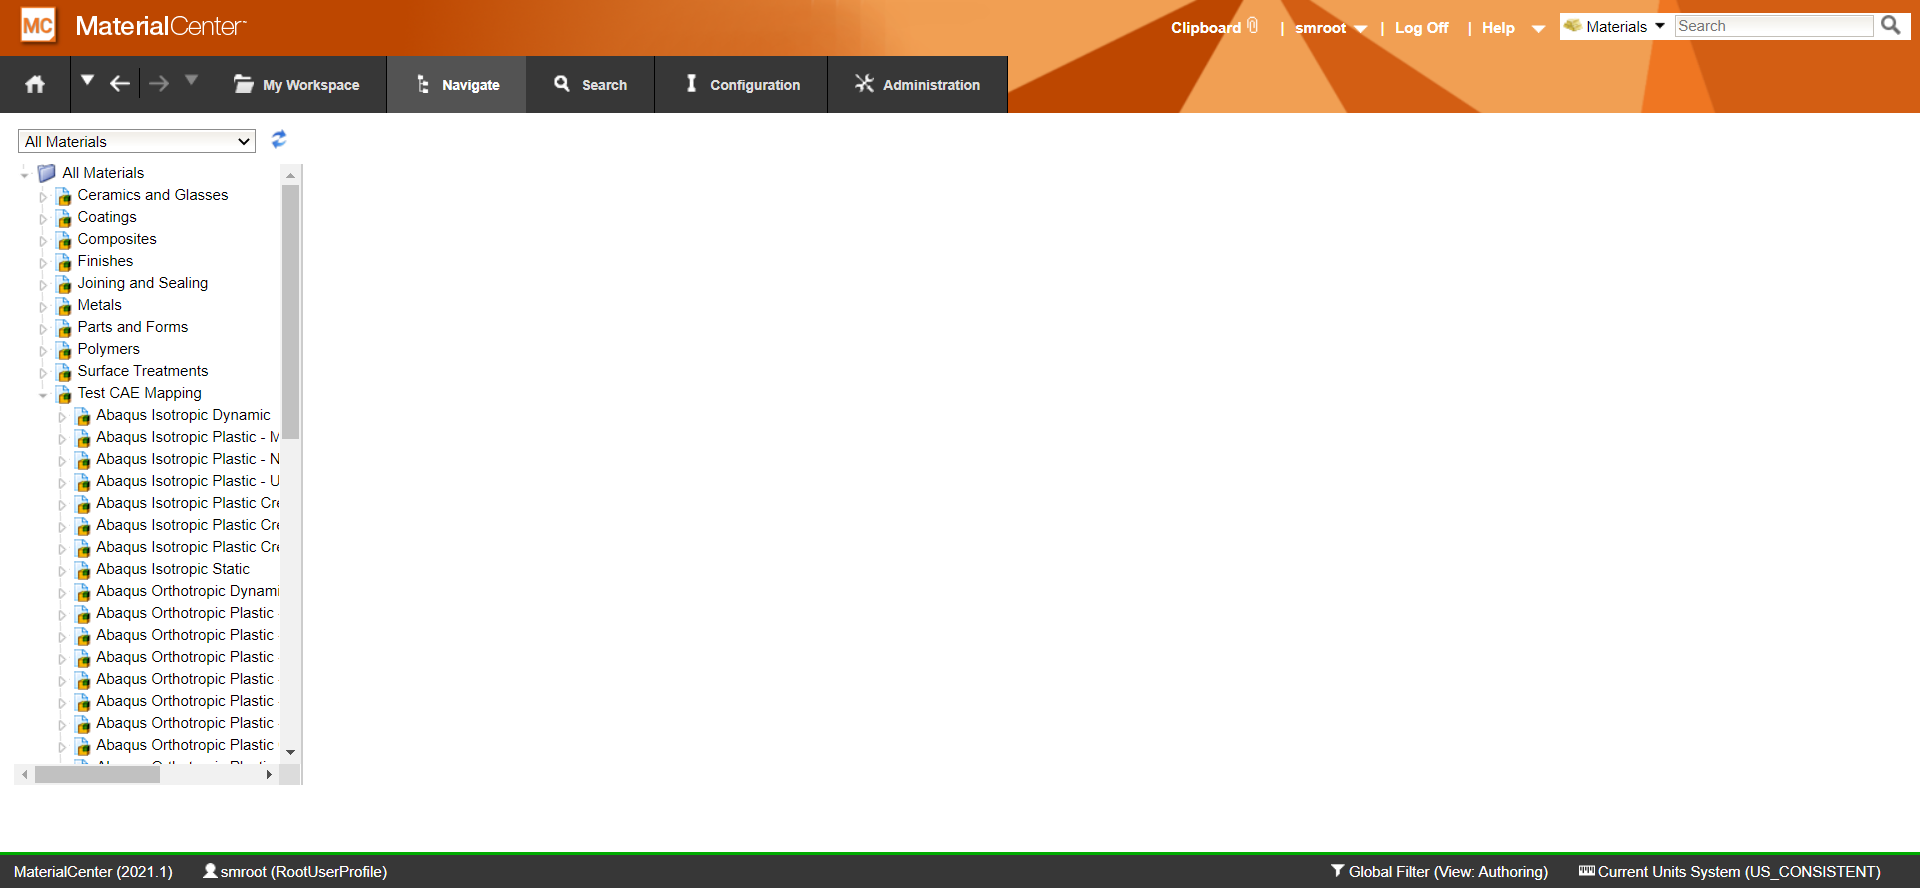 MC MaterialCenter
Clipboard | smroot | Log Off | Help Materials Search
My Workspace Navigate Search Configuration Administration
All Materials
All Materials
Ceramics and Glasses
Coatings
Composites
Finishes
Joining and Sealing
Metals
Parts and Forms
Polymers
Surface Treatments
Test CAE Mapping
Abaqus Isotropic Dynamic
Abaqus Isotropic Plastic - M
Abaqus Isotropic Plastic - N
Abaqus Isotropic Plastic - U
Abaqus Isotropic Plastic Cre
Abaqus Isotropic Plastic Cre
Abaqus Isotropic Plastic Cre
Abaqus Isotropic Static
Abaqus Orthotropic Dynami
Abaqus Orthotropic Plastic
Abaqus Orthotropic Plastic
Abaqus Orthotropic Plastic
Abaqus Orthotropic Plastic
Abaqus Orthotropic Plastic
Abaqus Orthotropic Plastic
Abaqus Orthotropic Plastic
MaterialCenter (2021.1) smroot (RootUserProfile) Global Filter (View: Authoring) Current Units System (US_CONSISTENT)